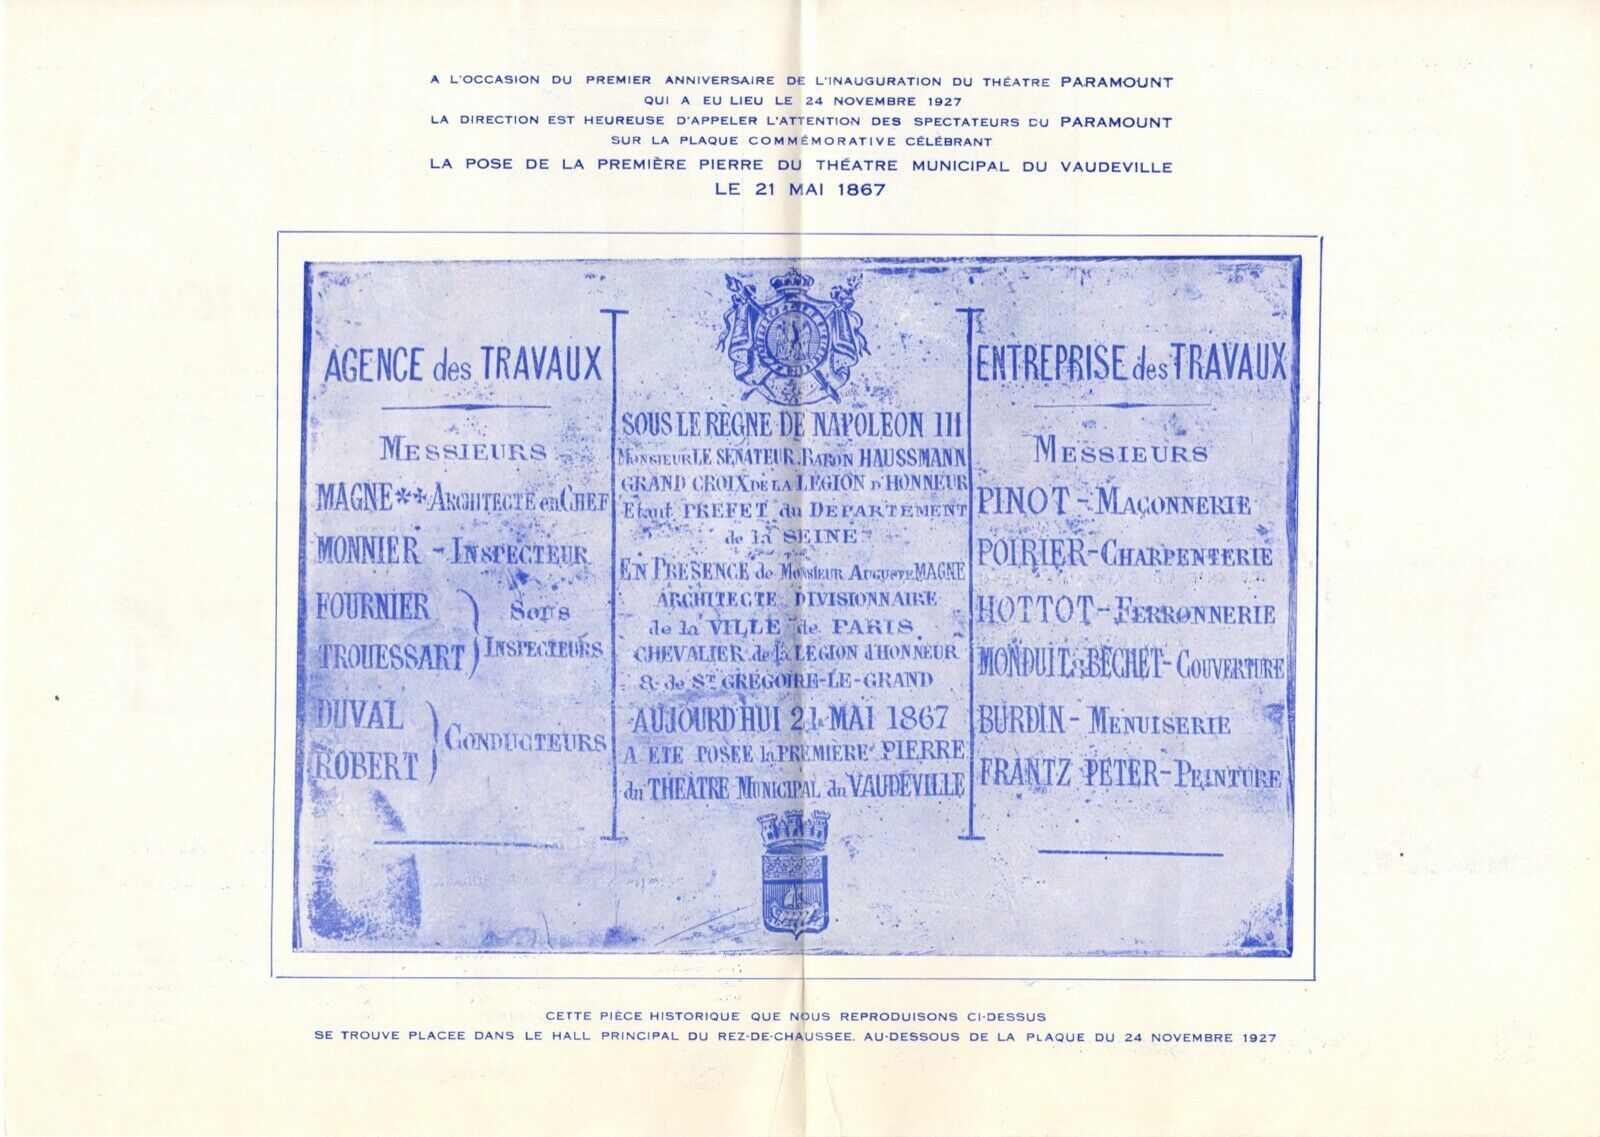 A L'OCCASION DU PREMIER ANNIVERSAIRE DE L'INAUGURATION DU THÉATRE PARAMOUNT
QUI A EU LIEU LE 24 NOVEMBRE 1927
LA DIRECTION EST HEUREUSE D'APPELER L'ATTENTION DES SPECTATEURS DU PARAMOUNT
SUR LA PLAQUE COMMÉMORATIVE CÉLÉBRANT
LA POSE DE LA PREMIÈRE PIERRE DU THÉATRE MUNICIPAL DU VAUDEVILLE
LE 21 MAI 1867
AGENCE des TRAVAUX
MESSIEURS
MAGNE ** ARCHITECTE en CHEF
MONNIER - INSPECTEUR
FOURNIER
TROUESSART
SOUS
INSPECTEURS
DUVAL
ROBERT
CONDUCTEURS
SOUS LE REGNE DE NAPOLEON III
MONSIEUR LE SENATEUR, BARON HAUSSMANN
GRAND CROIX DE LA LEGION D'HONNEUR
Etant PREFET du DEPARTEMENT
de la SEINE
EN PRESENCE de MONSIEUR AUGUSTE MAGNE
ARCHITECTE DIVISIONNAIRE
de la VILLE de PARIS
CHEVALIER de la LEGION d'HONNEUR
& de ST GREGOIRE-LE-GRAND
AUJOURD'HUI 21 MAI 1867
A ETE POSEE la PREMIÈRE PIERRE
du THEATRE MUNICIPAL du VAUDEVILLE
ENTREPRISE des TRAVAUX
MESSIEURS
PINOT - MAÇONNERIE
POIRIER - CHARPENTERIE
HOTTOT - FERRONNERIE
MONDUIT & BECHET - COUVERTURE
BURDIN - MENUISERIE
FRANTZ PETER - PEINTURE
CETTE PIÈCE HISTORIQUE QUE NOUS REPRODUISONS CI-DESSUS
SE TROUVE PLACEE DANS LE HALL PRINCIPAL DU REZ-DE-CHAUSSEE, AU-DESSOUS DE LA PLAQUE DU 24 NOVEMBRE 1927